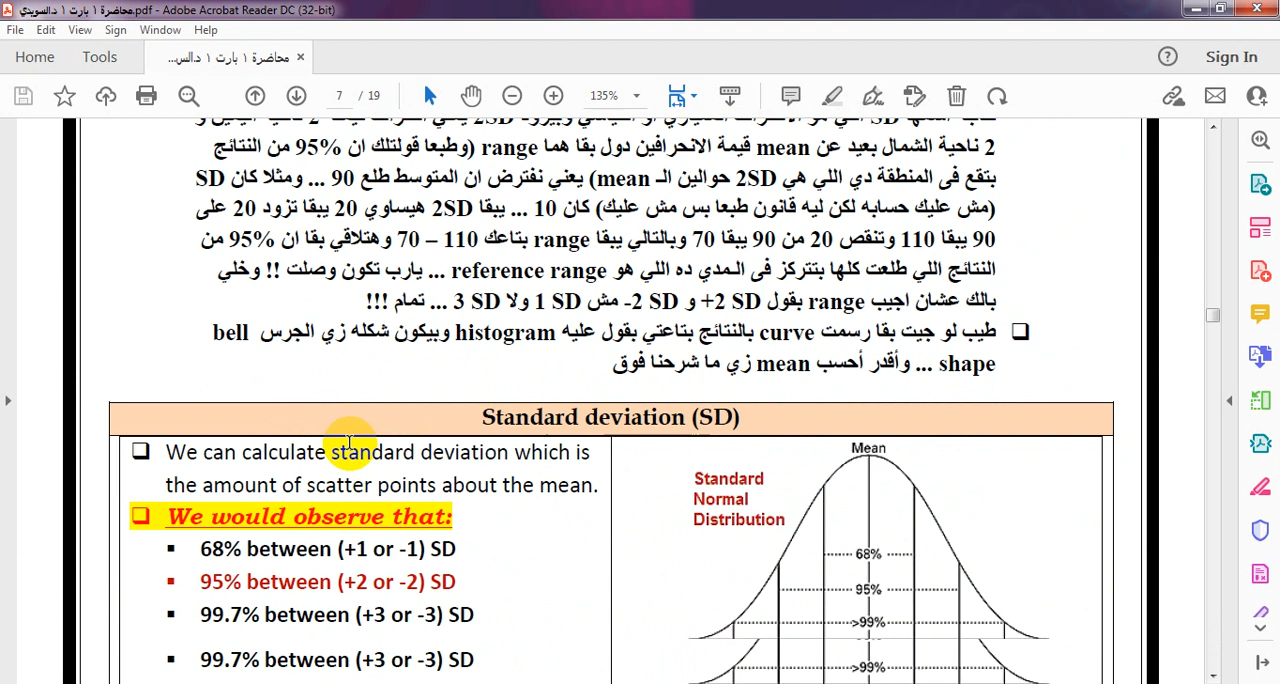 محاضرة ١ بارت ١ د.السويدي.pdf - Adobe Acrobat Reader DC (32-bit)
File Edit View Sign Window Help
Home Tools محاضرة ١ بارت ١ د.الس... × Sign In
7 / 19 135%
2 ناحية الشمال بعيد عن mean قيمة الانحرافين دول بقا هما range (وطبعا قولتلك ان 95% من النتائج
بتقع فى المنطقة دي اللي هي 2SD حوالين الـ mean) يعني نفترض ان المتوسط طلع 90 ... ومثلا كان SD
(مش عليك حسابه لكن ليه قانون طبعا بس مش عليك) كان 10 ... يبقا 2SD هيساوي 20 يبقا تزود 20 على
90 يبقا 110 وتنقص 20 من 90 يبقا 70 وبالتالي يبقا range بتاعك 110 – 70 وهتلاقي بقا ان 95% من
النتائج اللي طلعت كلها بتتركز فى المدي ده اللي هو reference range ... يارب تكون وصلت !! وخلي
بالك عشان اجيب range بقول 2 SD+ و 2 SD- مش 1 SD ولا 3 SD ... تمام !!!
❑ طيب لو جيت بقا رسمت curve بالنتائج بتاعتي بقول عليه histogram وبيكون شكله زي الجرس bell
shape ... وأقدر أحسب mean زي ما شرحنا فوق
Standard deviation (SD)
❑ We can calculate standard deviation which is
the amount of scatter points about the mean.
❑ We would observe that:
▪ 68% between (+1 or -1) SD
▪ 95% between (+2 or -2) SD
▪ 99.7% between (+3 or -3) SD
▪ 99.7% between (+3 or -3) SD
Mean
Standard
Normal
Distribution
68%
95%
>99%
>99%